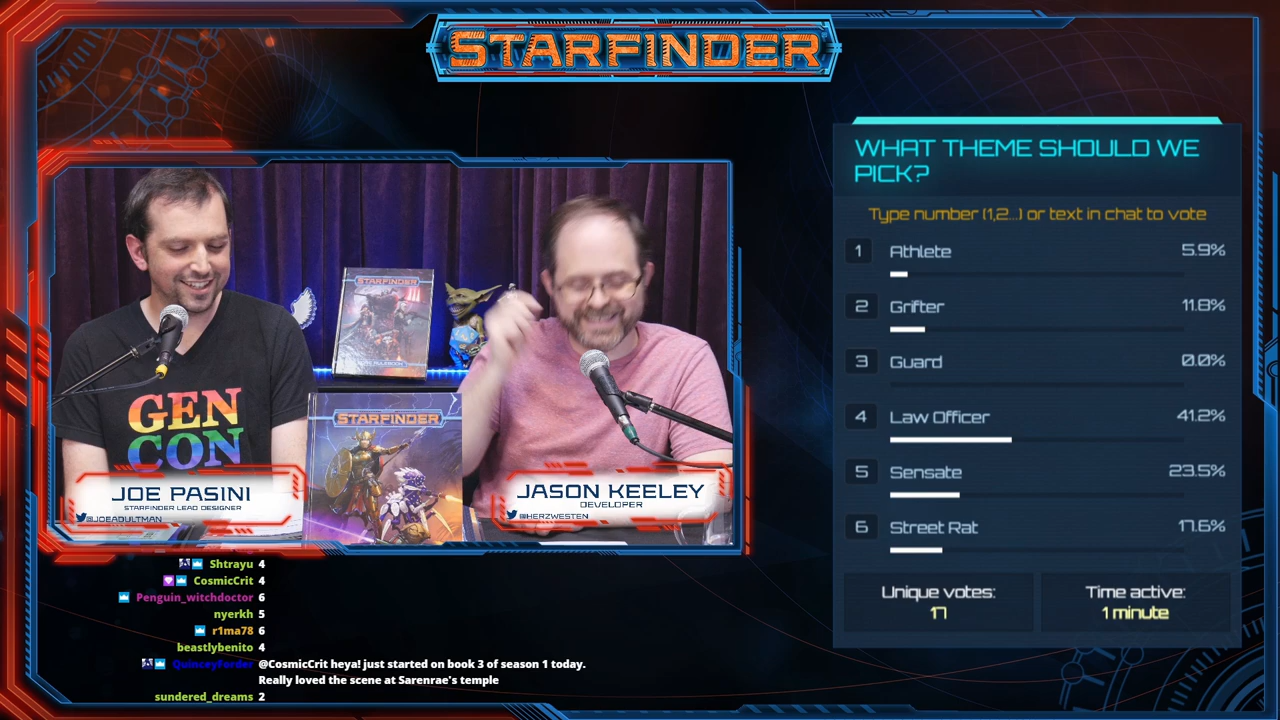 STARFINDER
WHAT THEME SHOULD WE
PICK?
Type number (1,2...) or text in chat to vote
1 Athlete 5.9%
2 Grifter 11.8%
3 Guard 0.0%
4 Law Officer 41.2%
5 Sensate 23.5%
6 Street Rat 17.6%
Unique votes:
17
Time active:
1 minute
STARFINDER
STARFINDER
GEN
CON
JOE PASINI
STARFINDER LEAD DESIGNER
@JOEADULTMAN
JASON KEELEY
DEVELOPER
@HERZWESTEN
Shtrayu 4
CosmicCrit 4
Penguin_witchdoctor 6
nyerkh 5
r1ma78 6
beastlybenito 4
QuinceyForder @CosmicCrit heya! just started on book 3 of season 1 today.
Really loved the scene at Sarenrae's temple
sundered_dreams 2